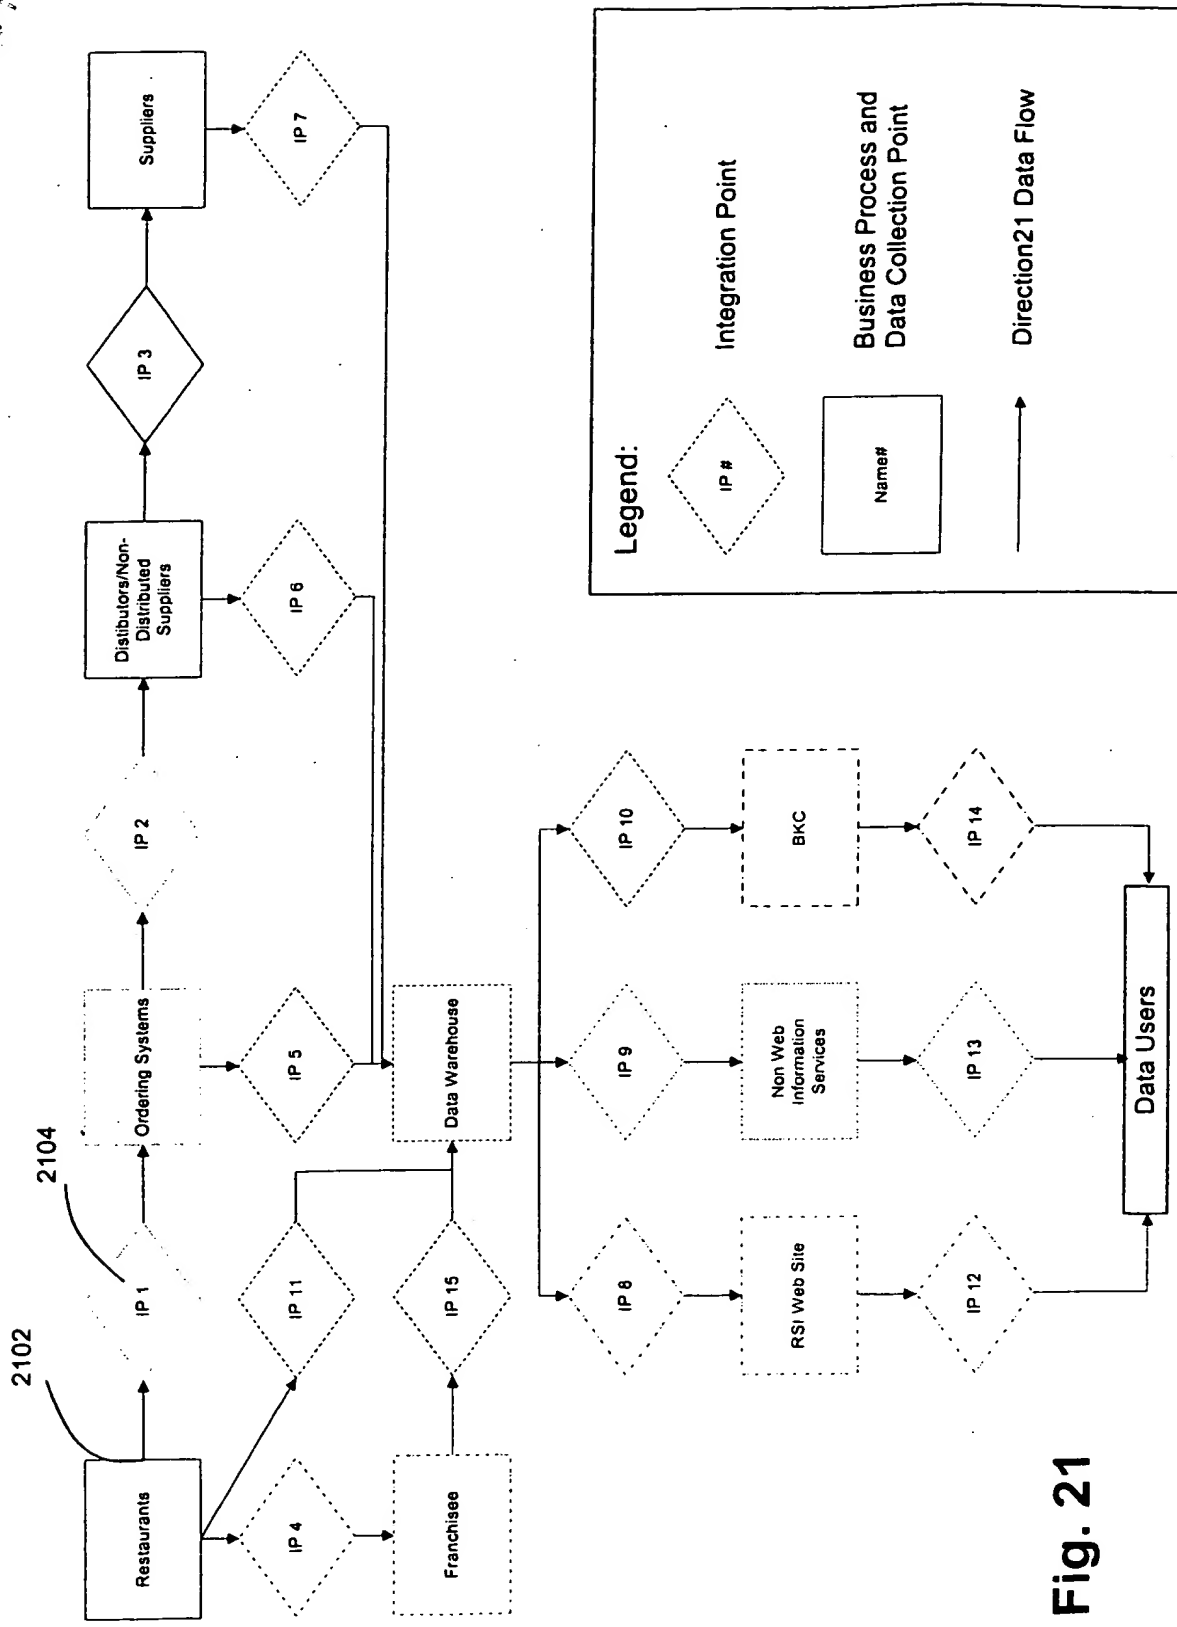 2102
2104
Restaurants
IP 1
Ordering Systems
IP 2
Distibutors/Non-
Distributed
Suppliers
IP 3
Suppliers
IP 4
IP 11
IP 5
IP 6
IP 7
Franchisee
IP 15
Data Warehouse
IP 8
IP 9
IP 10
RSI Web Site
Non Web
Information
Services
BKC
IP 12
IP 13
IP 14
Data Users
Legend:
IP #
Integration Point
Name#
Business Process and
Data Collection Point
Direction21 Data Flow
Fig. 21